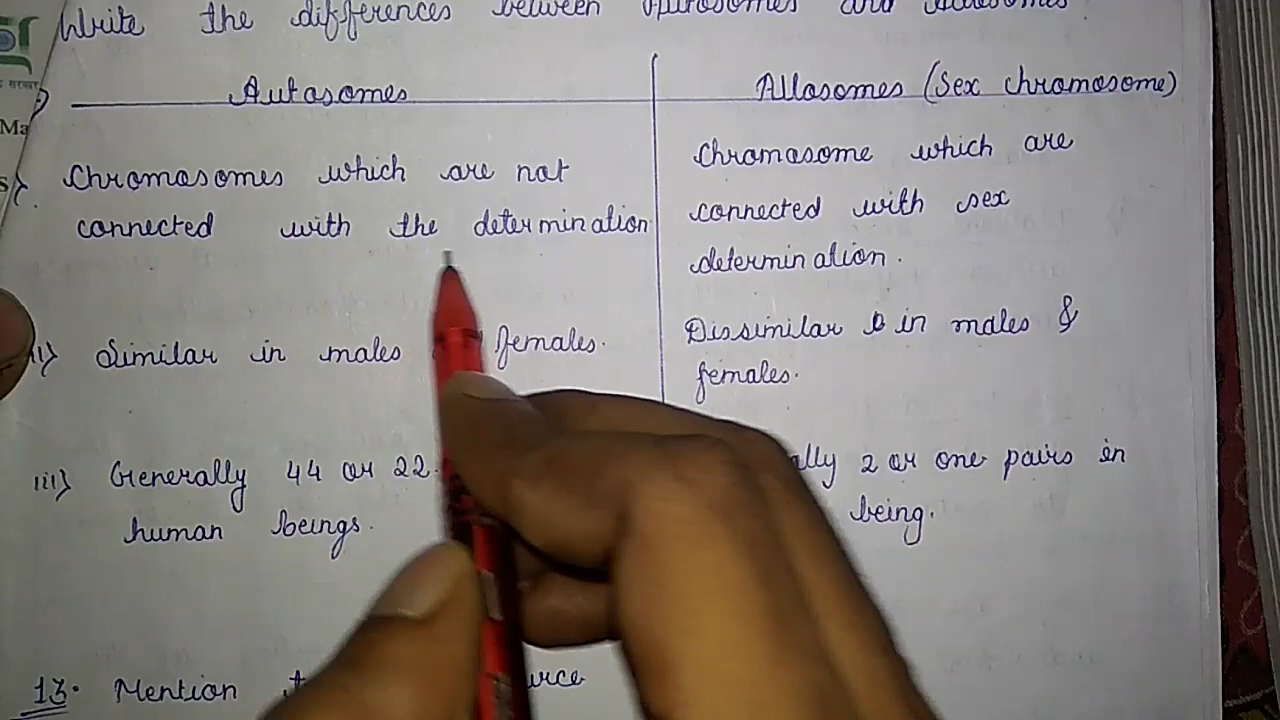 Write the differences between and
Autosomes
Allosomes (Sex chromosome)
i) Chromosomes which are not
connected with the determination
Chromosome which are
connected with sex
determination.
ii) Similar in males females.
Dissimilar in males &
females.
iii) Generally 44 or 22
human beings.
2 or one pairs in
being.
13. Mention
सरकार
Ma